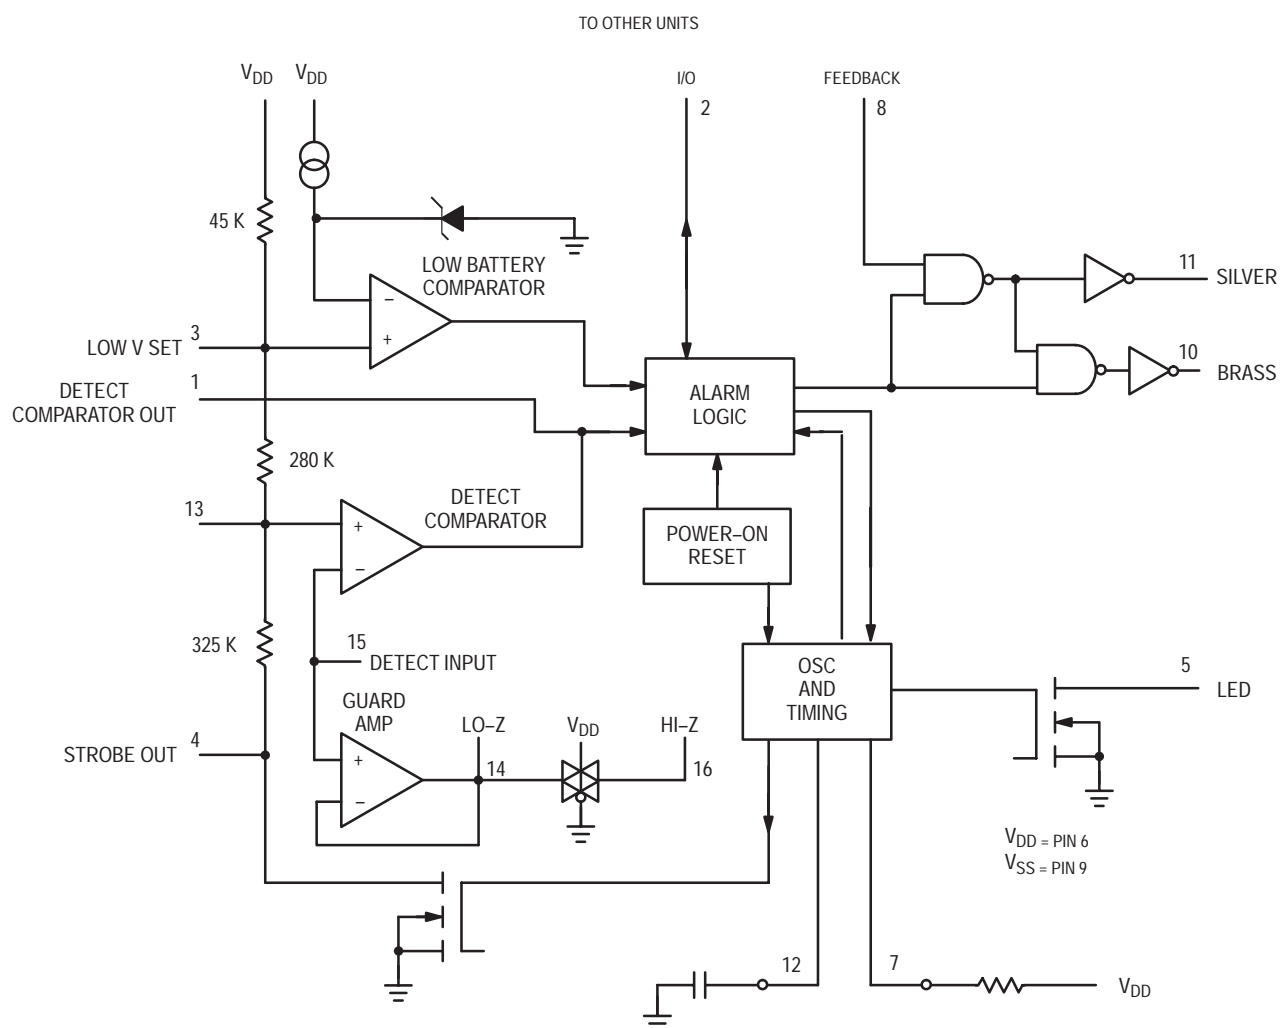 TO OTHER UNITS
VDD VDD
I/O
2
FEEDBACK
8
45 K
LOW BATTERY
COMPARATOR
–
+
3
LOW V SET
1
DETECT
COMPARATOR OUT
ALARM
LOGIC
11
SILVER
10
BRASS
280 K
13
DETECT
COMPARATOR
+
–
POWER–ON
RESET
325 K
15
DETECT INPUT
OSC
AND
TIMING
5
LED
GUARD
AMP
LO–Z
VDD
HI–Z
4
STROBE OUT
+
–
14
16
VDD = PIN 6
VSS = PIN 9
12
7
VDD